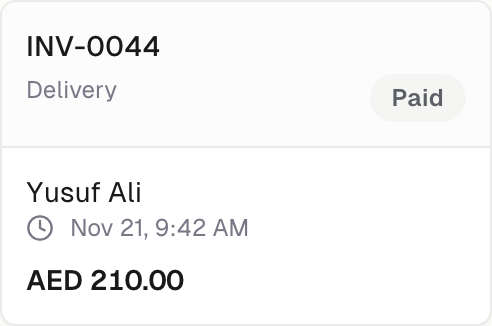 INV-0044
Delivery
Paid
Yusuf Ali
Nov 21, 9:42 AM
AED 210.00